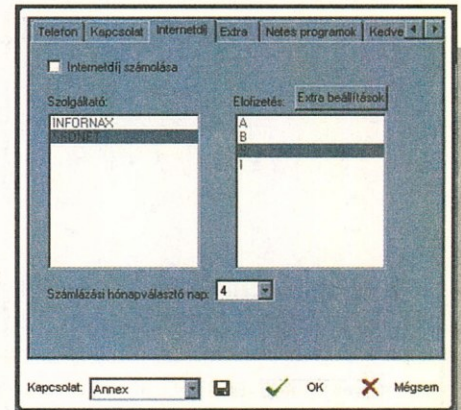 Telefon Kapcsolat Internetdíj Extra Netes programok Kedve
Internetdíj számolása
Szolgáltató:
Előfizetés: Extra beállítások
INFORNAX
A
B
I
Számlázási hónapválasztó nap: 4
Kapcsolat: Annex OK Mégsem